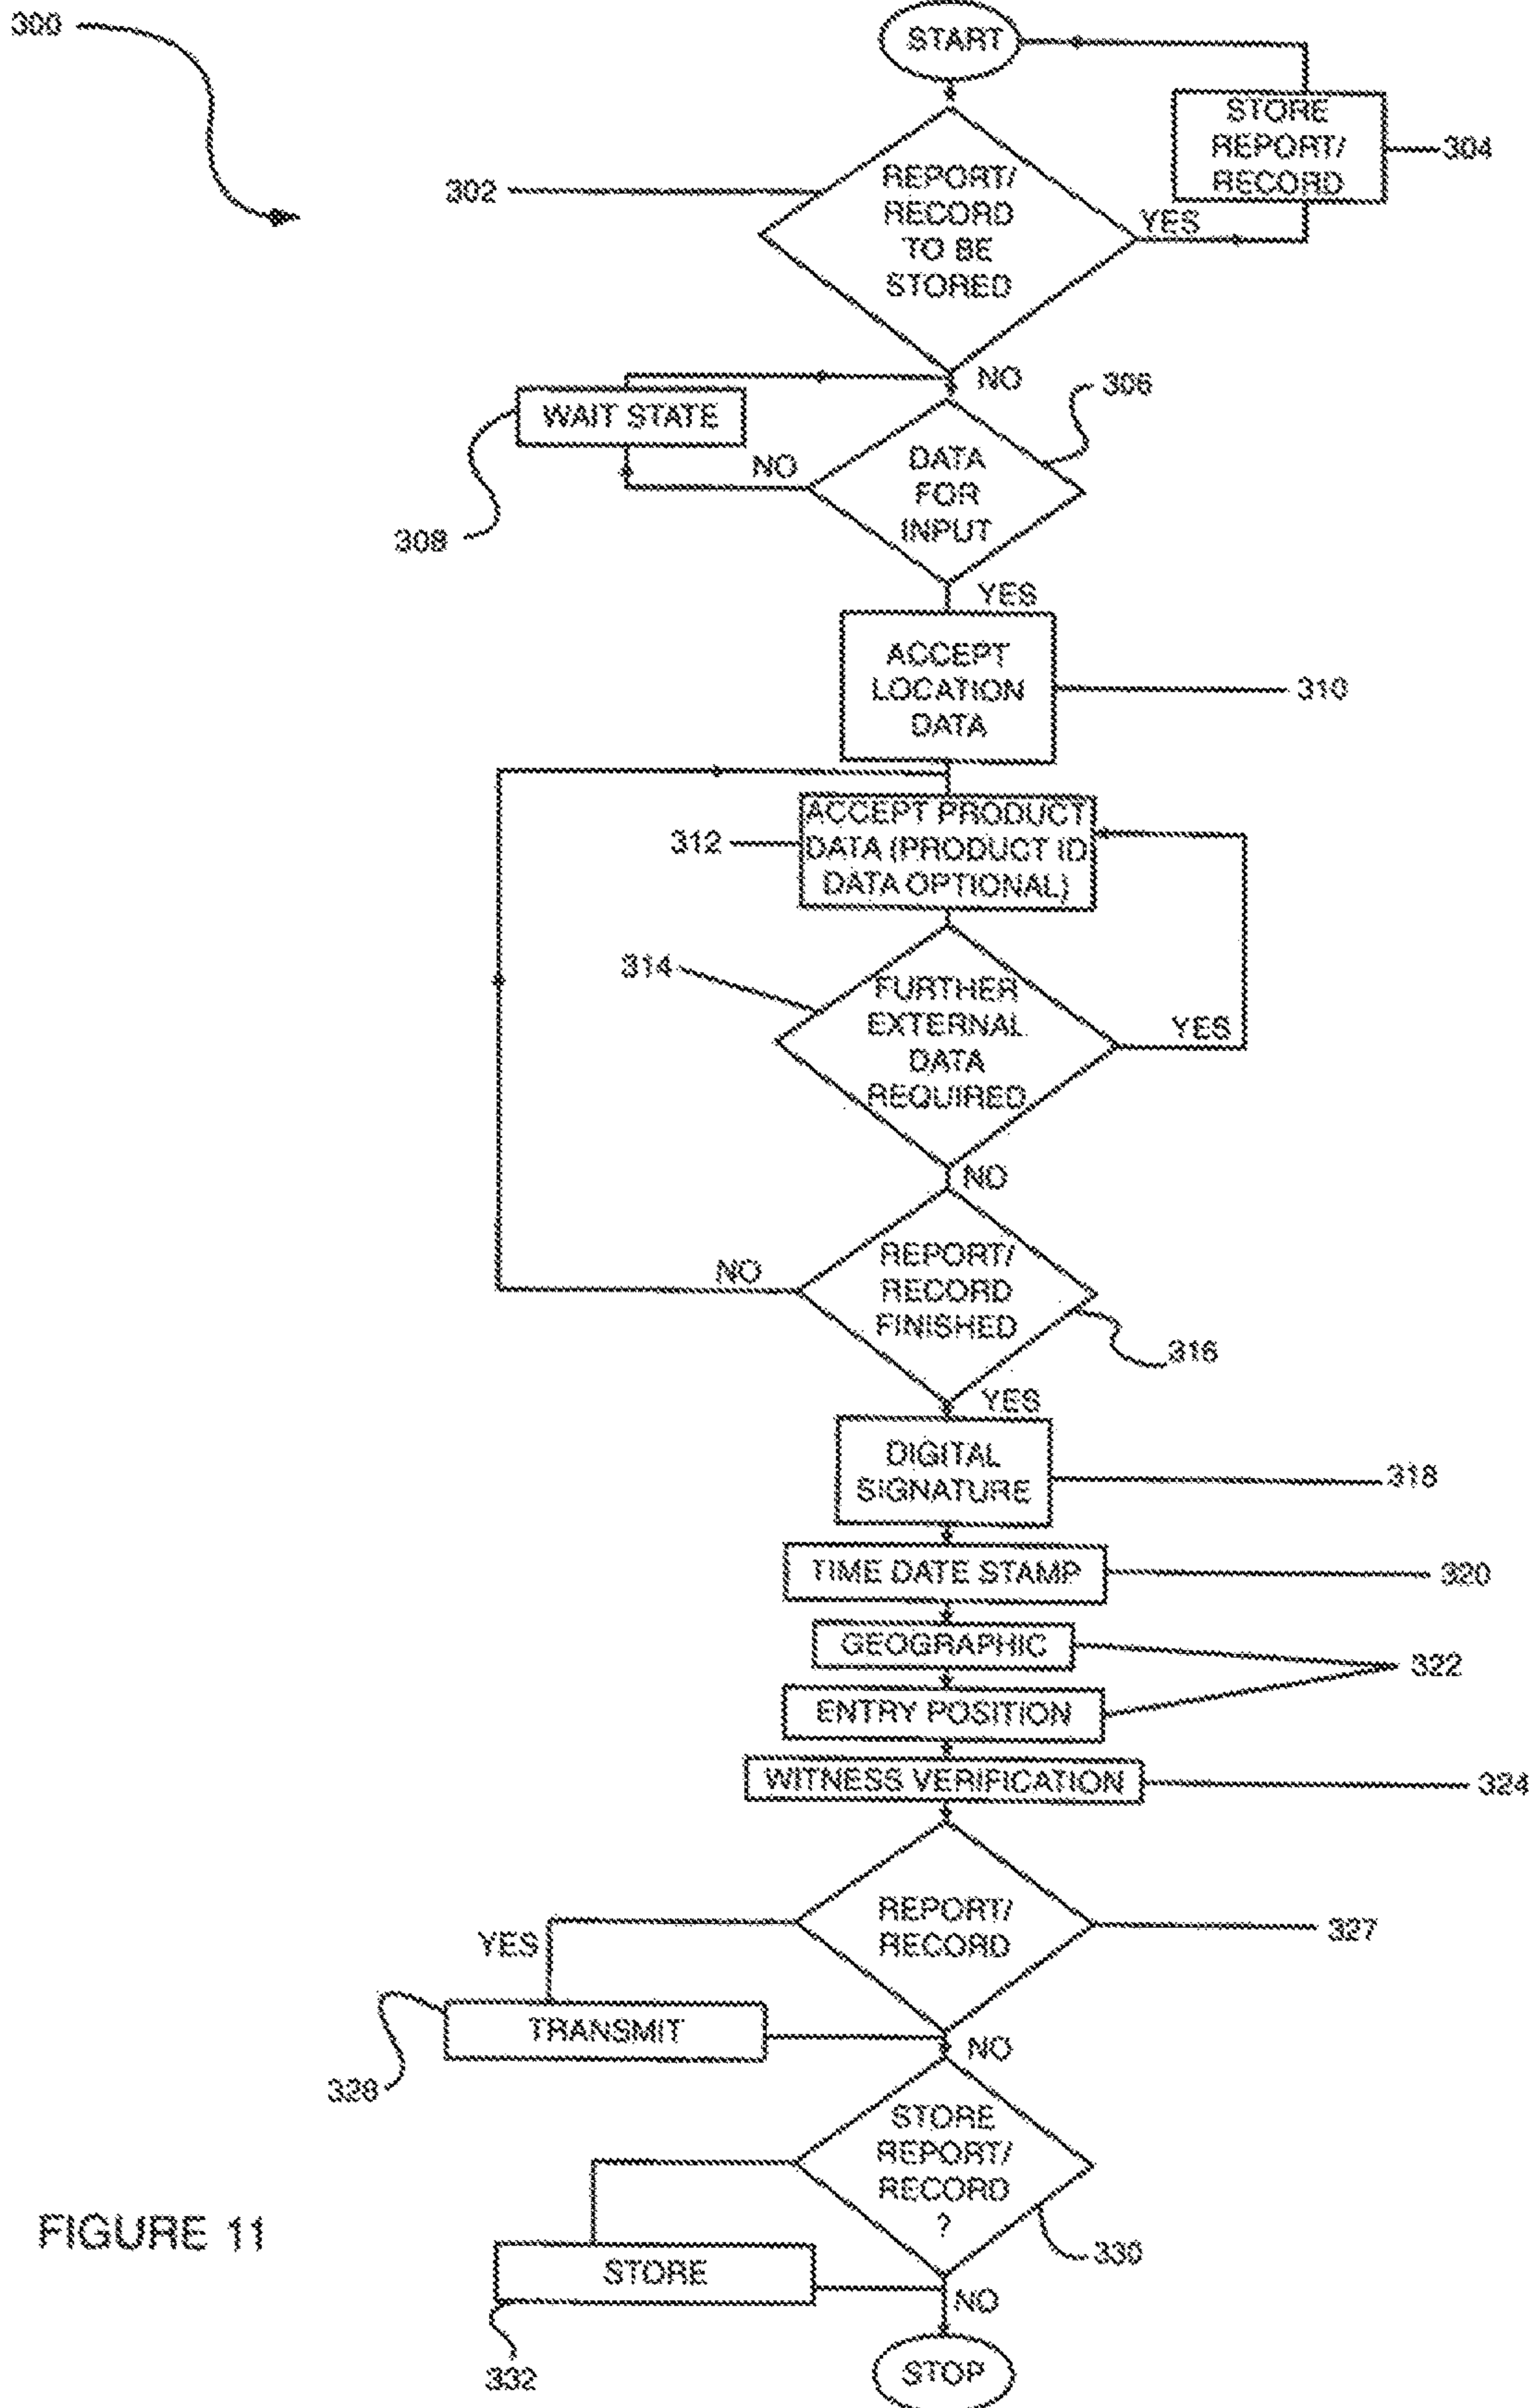 300
START
STORE
REPORT/
RECORD
304
302
REPORT/
RECORD
TO BE
STORED
YES
NO
306
WAIT STATE
NO
308
DATA
FOR
INPUT
YES
ACCEPT
LOCATION
DATA
310
312
ACCEPT PRODUCT
DATA (PRODUCT ID
DATA OPTIONAL)
314
FURTHER
EXTERNAL
DATA
REQUIRED
YES
NO
NO
REPORT/
RECORD
FINISHED
316
YES
DIGITAL
SIGNATURE
318
TIME DATE STAMP
320
GEOGRAPHIC
322
ENTRY POSITION
WITNESS VERIFICATION
324
REPORT/
RECORD
327
YES
TRANSMIT
328
NO
STORE
REPORT/
RECORD
?
330
FIGURE 11
STORE
332
NO
STOP